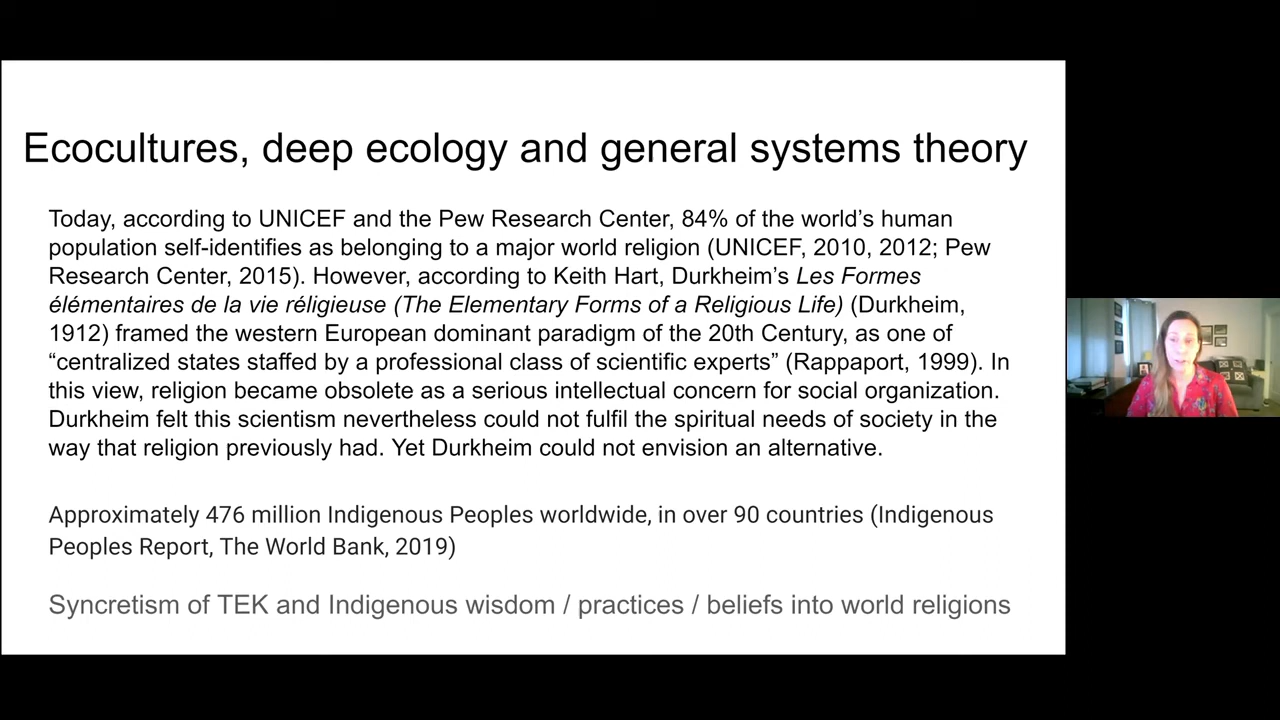 Ecocultures, deep ecology and general systems theory
Today, according to UNICEF and the Pew Research Center, 84% of the world’s human
population self-identifies as belonging to a major world religion (UNICEF, 2010, 2012; Pew
Research Center, 2015). However, according to Keith Hart, Durkheim’s Les Formes
élémentaires de la vie réligieuse (The Elementary Forms of a Religious Life) (Durkheim,
1912) framed the western European dominant paradigm of the 20th Century, as one of
“centralized states staffed by a professional class of scientific experts” (Rappaport, 1999). In
this view, religion became obsolete as a serious intellectual concern for social organization.
Durkheim felt this scientism nevertheless could not fulfil the spiritual needs of society in the
way that religion previously had. Yet Durkheim could not envision an alternative.
Approximately 476 million Indigenous Peoples worldwide, in over 90 countries (Indigenous
Peoples Report, The World Bank, 2019)
Syncretism of TEK and Indigenous wisdom / practices / beliefs into world religions